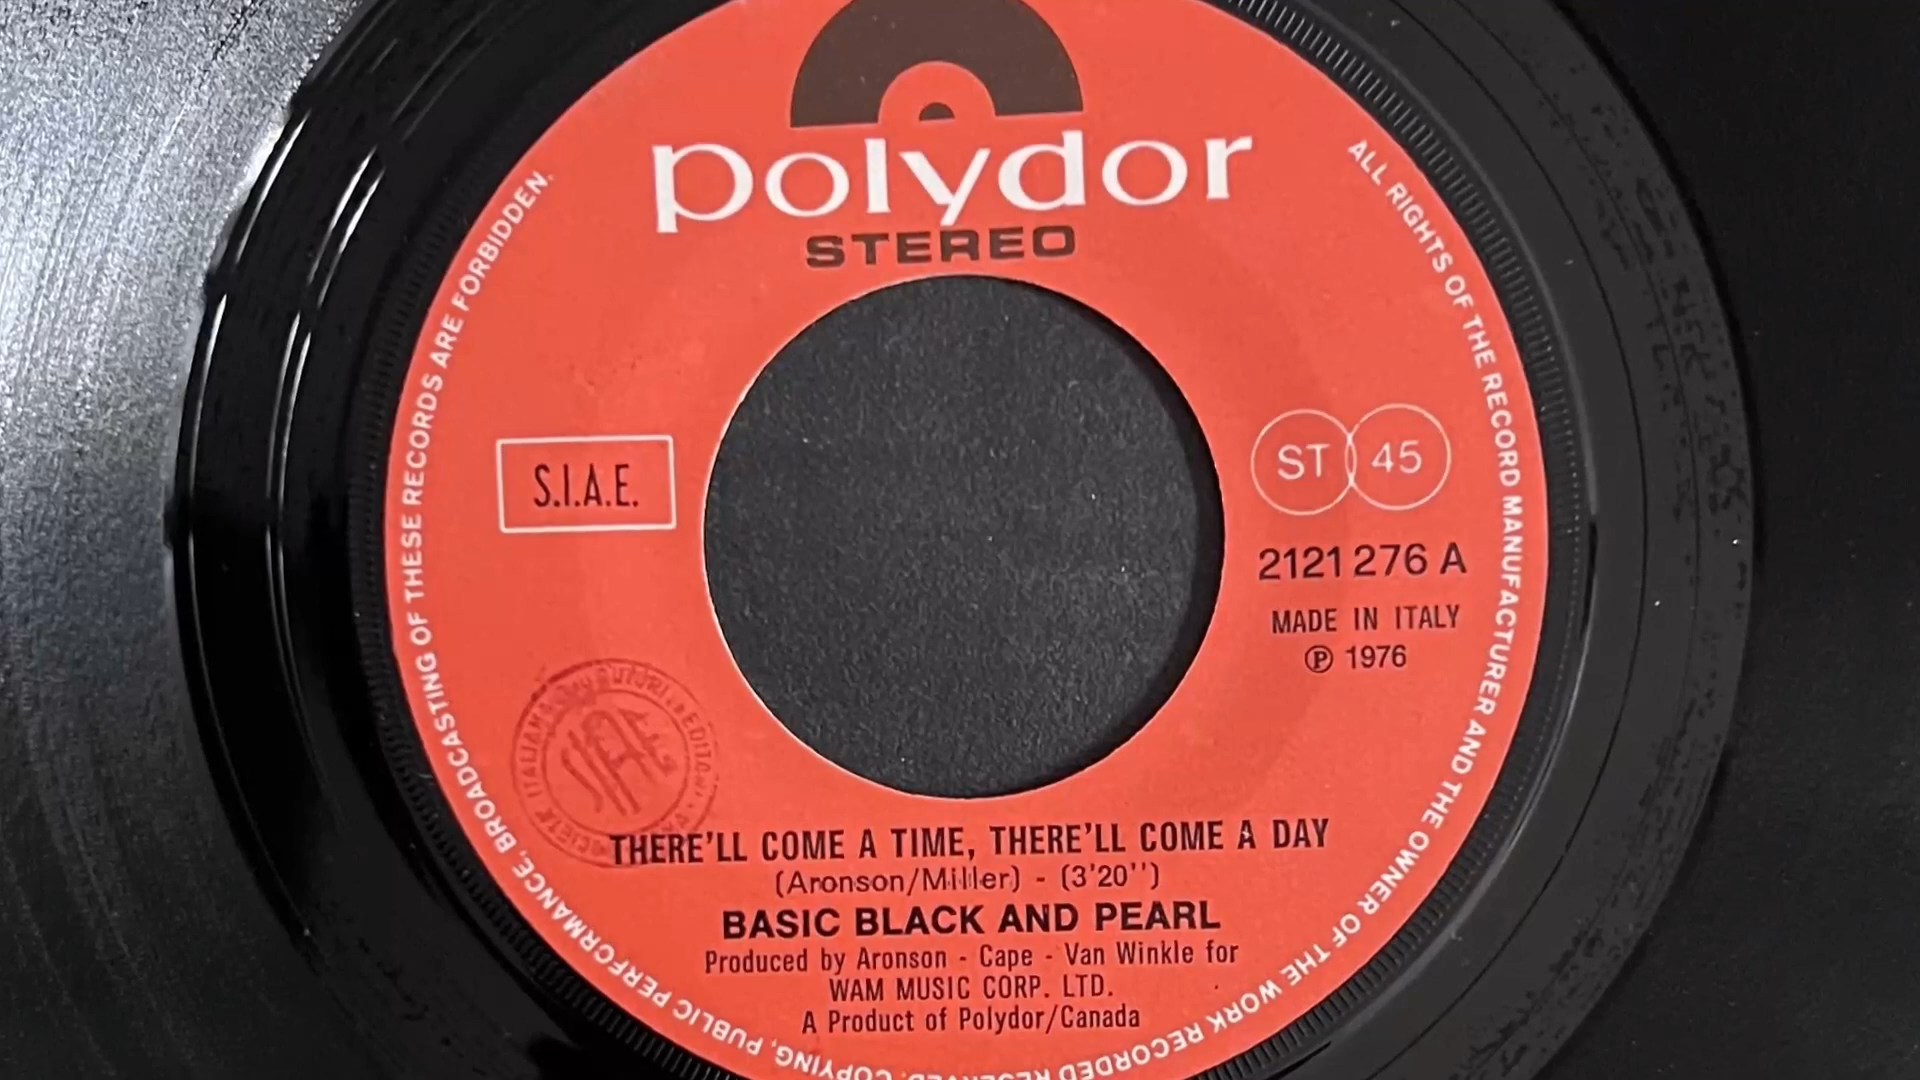 polydor
STEREO
S.I.A.E.
ST 45
2121 276 A
MADE IN ITALY
Ⓟ 1976
SIAE
THERE'LL COME A TIME, THERE'LL COME A DAY
(Aronson/Miller) - (3'20'')
BASIC BLACK AND PEARL
Produced by Aronson - Cape - Van Winkle for
WAM MUSIC CORP. LTD.
A Product of Polydor/Canada
ALL RIGHTS OF THE RECORD MANUFACTURER AND THE OWNER OF THE WORK RECORDED RESERVED. COPYING, PUBLIC PERFORMANCE, BROADCASTING OF THESE RECORDS ARE FORBIDDEN.